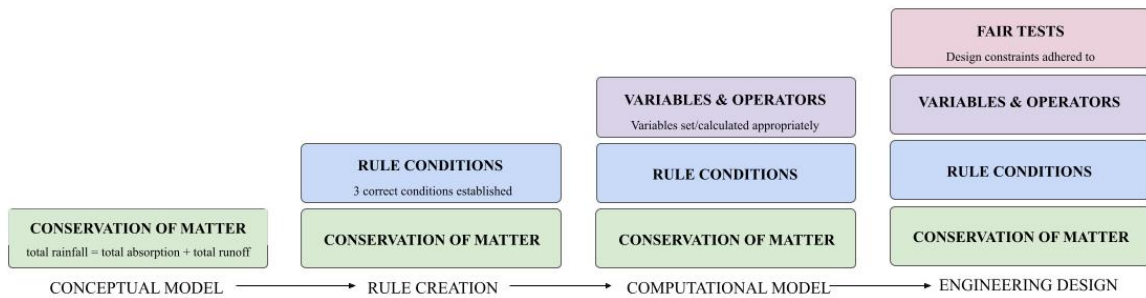 FAIR TESTS
Design constraints adhered to
VARIABLES & OPERATORS
Variables set/calculated appropriately
VARIABLES & OPERATORS
RULE CONDITIONS
3 correct conditions established
RULE CONDITIONS
RULE CONDITIONS
CONSERVATION OF MATTER
total rainfall = total absorption + total runoff
CONSERVATION OF MATTER
CONSERVATION OF MATTER
CONSERVATION OF MATTER
CONCEPTUAL MODEL
RULE CREATION
COMPUTATIONAL MODEL
ENGINEERING DESIGN